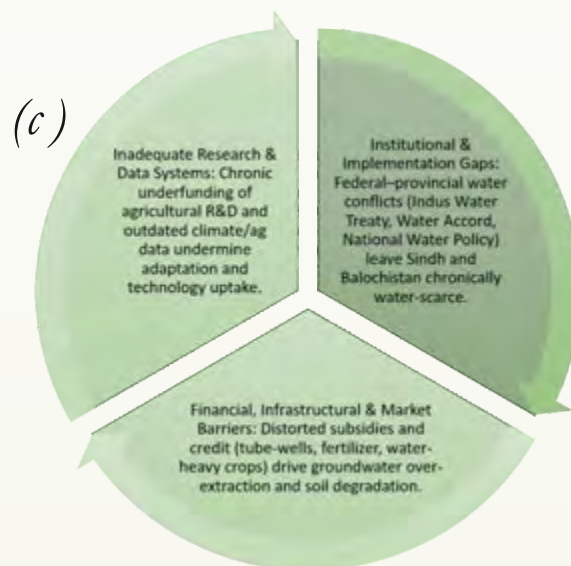 (c)
Inadequate Research &
Data Systems: Chronic
underfunding of
agricultural R&D and
outdated climate/ag
data undermine
adaptation and
technology uptake.
Institutional &
Implementation Gaps:
Federal–provincial water
conflicts (Indus Water
Treaty, Water Accord,
National Water Policy)
leave Sindh and
Balochistan chronically
water-scarce.
Financial, Infrastructural & Market
Barriers: Distorted subsidies and
credit (tube-wells, fertilizer, water-
heavy crops) drive groundwater over-
extraction and soil degradation.